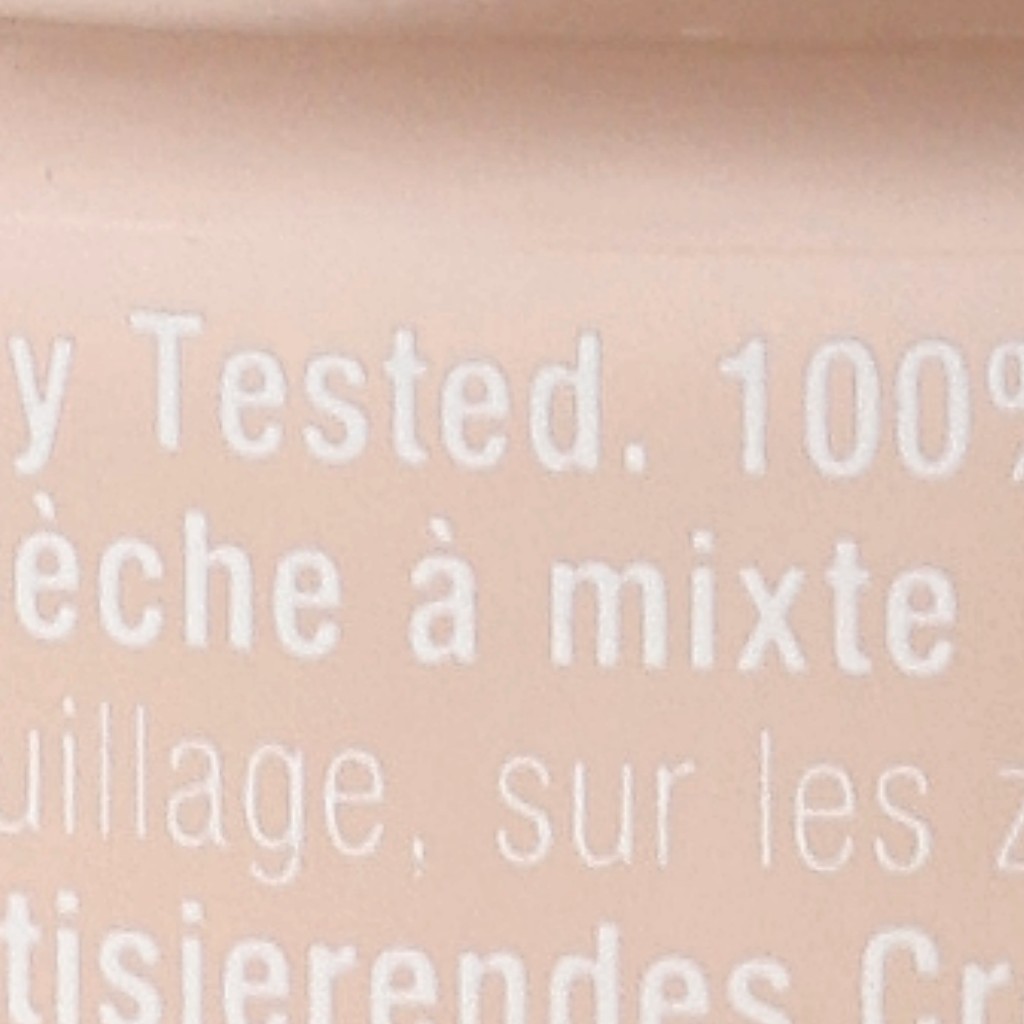 y Tested. 100%
èche à mixte
uillage, sur les z
tisierendes Cr